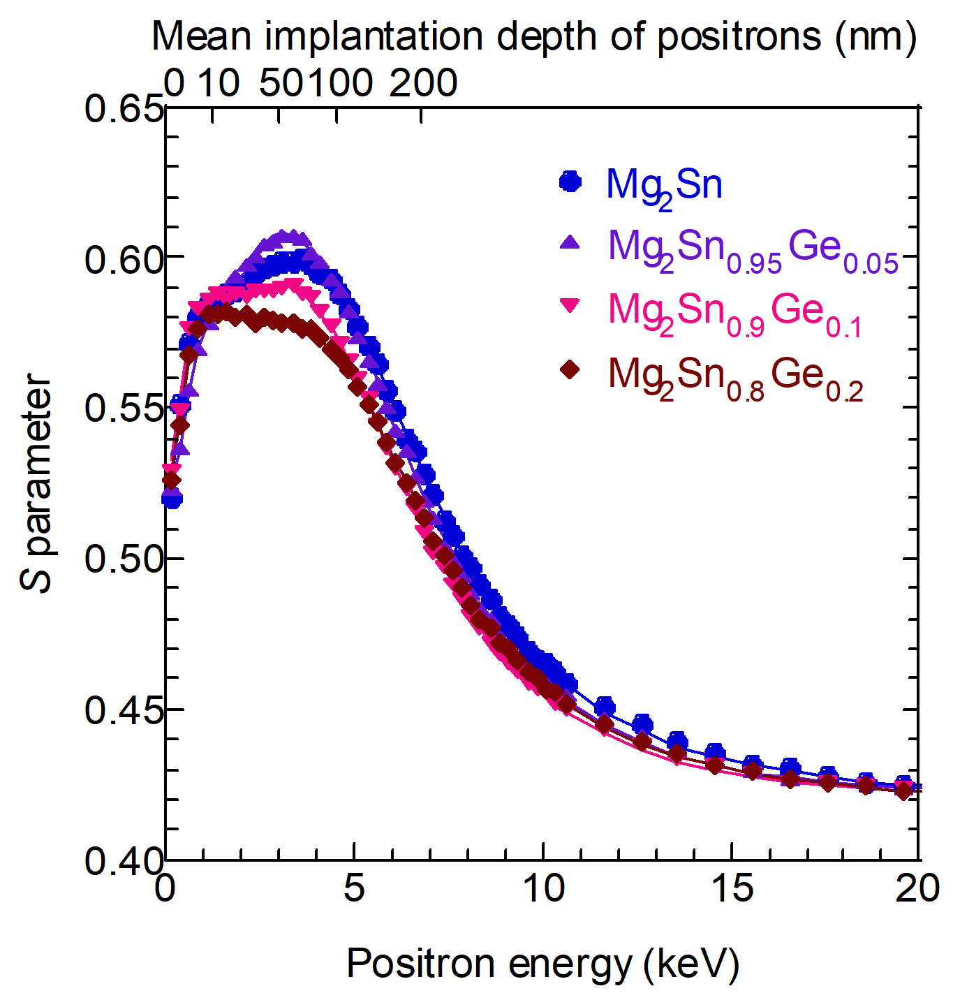 Mean implantation depth of positrons (nm)
0 10 50 100 200
0.65
0.60
0.55
0.50
0.45
0.40
S parameter
Mg2Sn
Mg2Sn0.95Ge0.05
Mg2Sn0.9Ge0.1
Mg2Sn0.8Ge0.2
0 5 10 15 20
Positron energy (keV)